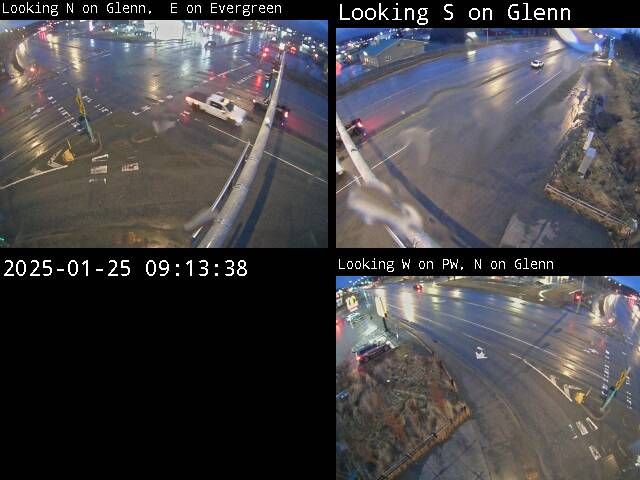 Looking N on Glenn,  E on Evergreen
Looking S on Glenn
2025-01-25 09:13:38
Looking W on PW, N on Glenn